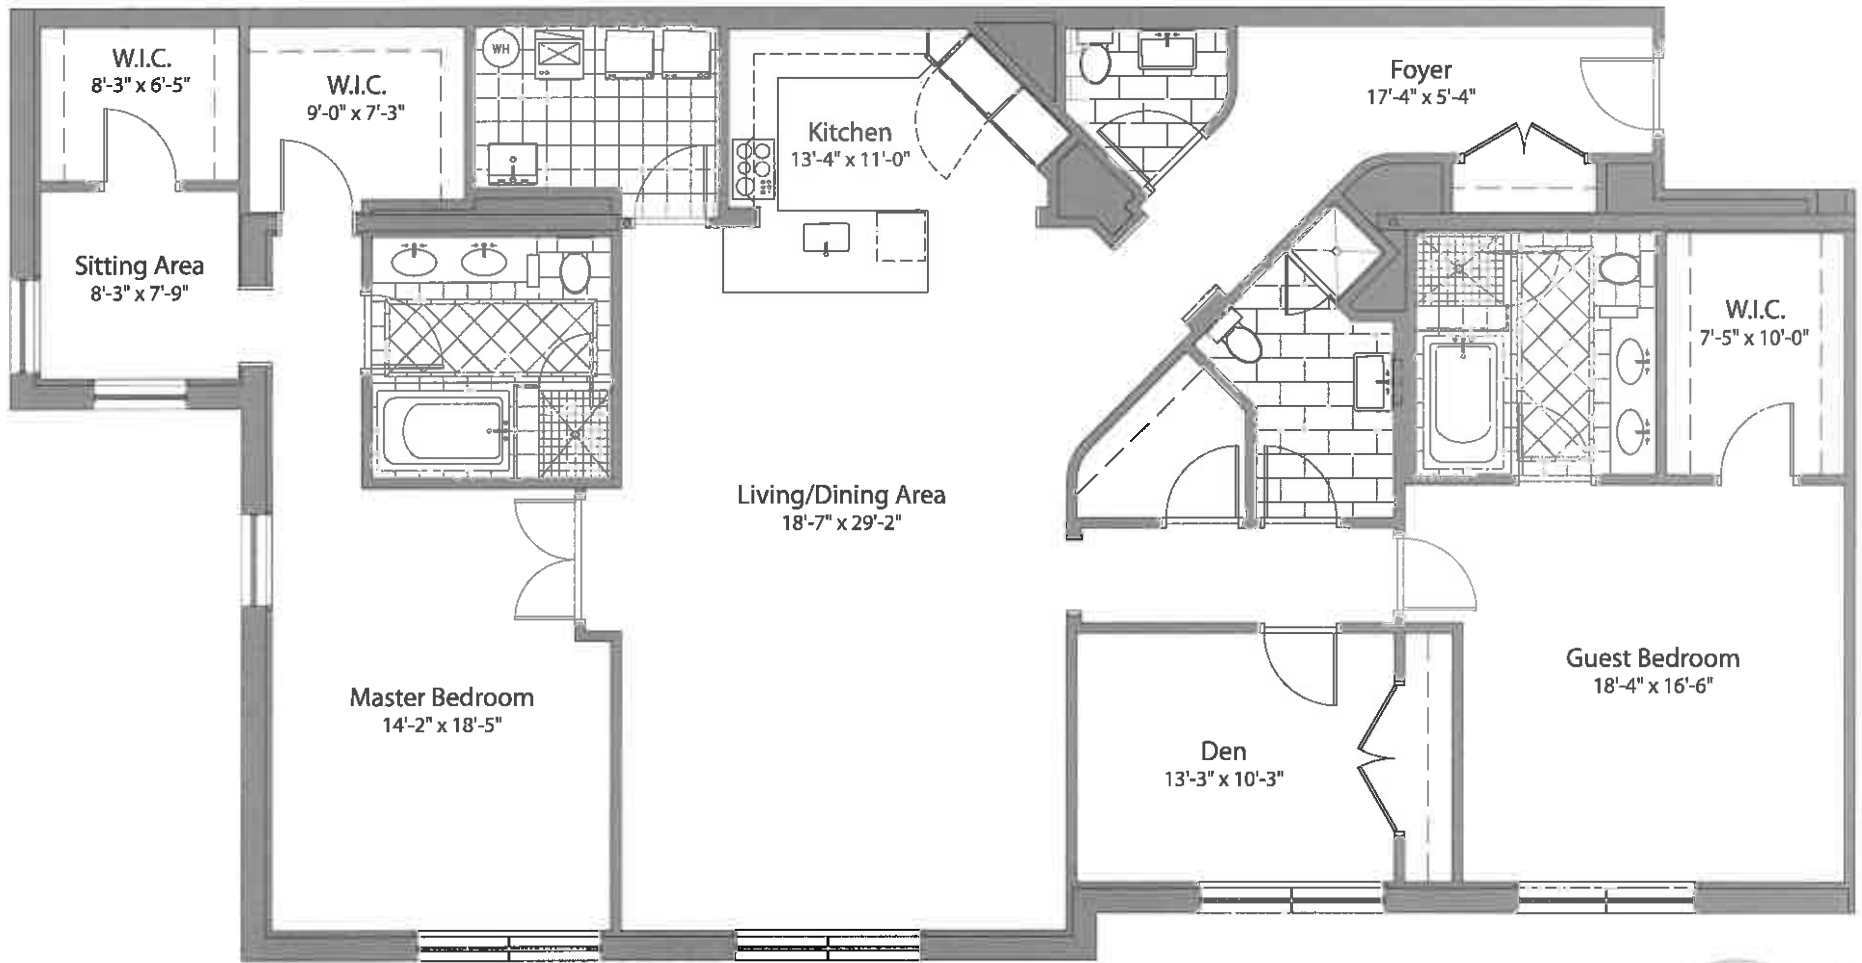 W.I.C.
8'-3" x 6'-5"
W.I.C.
9'-0" x 7'-3"
WH
Kitchen
13'-4" x 11'-0"
Foyer
17'-4" x 5'-4"
Sitting Area
8'-3" x 7'-9"
W.I.C.
7'-5" x 10'-0"
Living/Dining Area
18'-7" x 29'-2"
Master Bedroom
14'-2" x 18'-5"
Guest Bedroom
18'-4" x 16'-6"
Den
13'-3" x 10'-3"